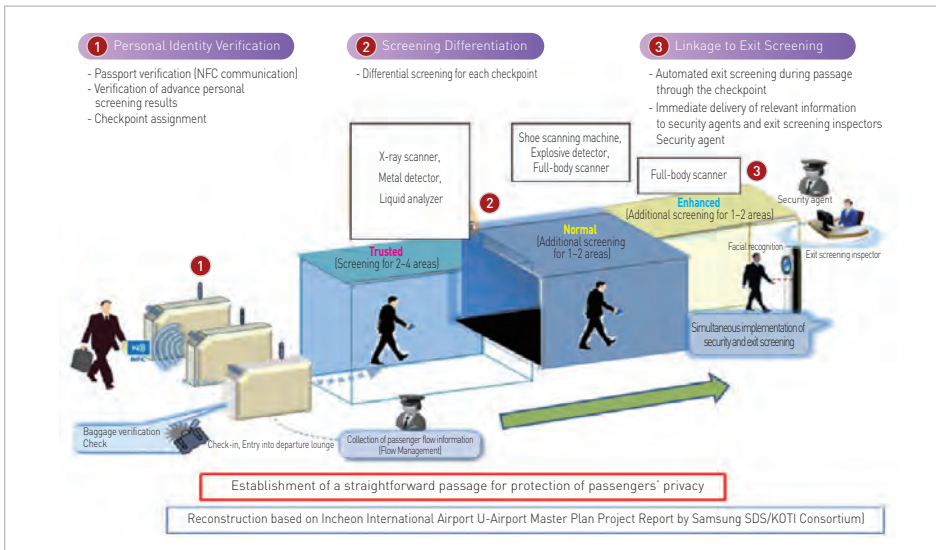 1 Personal Identity Verification
- Passport verification (NFC communication)
- Verification of advance personal
screening results
- Checkpoint assignment
2 Screening Differentiation
- Differential screening for each checkpoint
3 Linkage to Exit Screening
- Automated exit screening during passage
through the checkpoint
- Immediate delivery of relevant information
to security agents and exit screening inspectors
Security agent
X-ray scanner,
Metal detector,
Liquid analyzer
Shoe scanning machine,
Explosive detector,
Full-body scanner
Full-body scanner
3
2
1
Security agent
Exit screening inspector
Enhanced
(Additional screening for 1-2 areas)
Normal
(Additional screening
for 1-2 areas)
Trusted
(Screening for 2-4 areas)
Facial recognition
NFC
Simultaneous implementation of
security and exit screening
Baggage verification
Check
Check-in, Entry into departure lounge
Collection of passenger flow information
(Flow Management)
Establishment of a straightforward passage for protection of passengers' privacy
Reconstruction based on Incheon International Airport U-Airport Master Plan Project Report by Samsung SDS/KOTI Consortium)